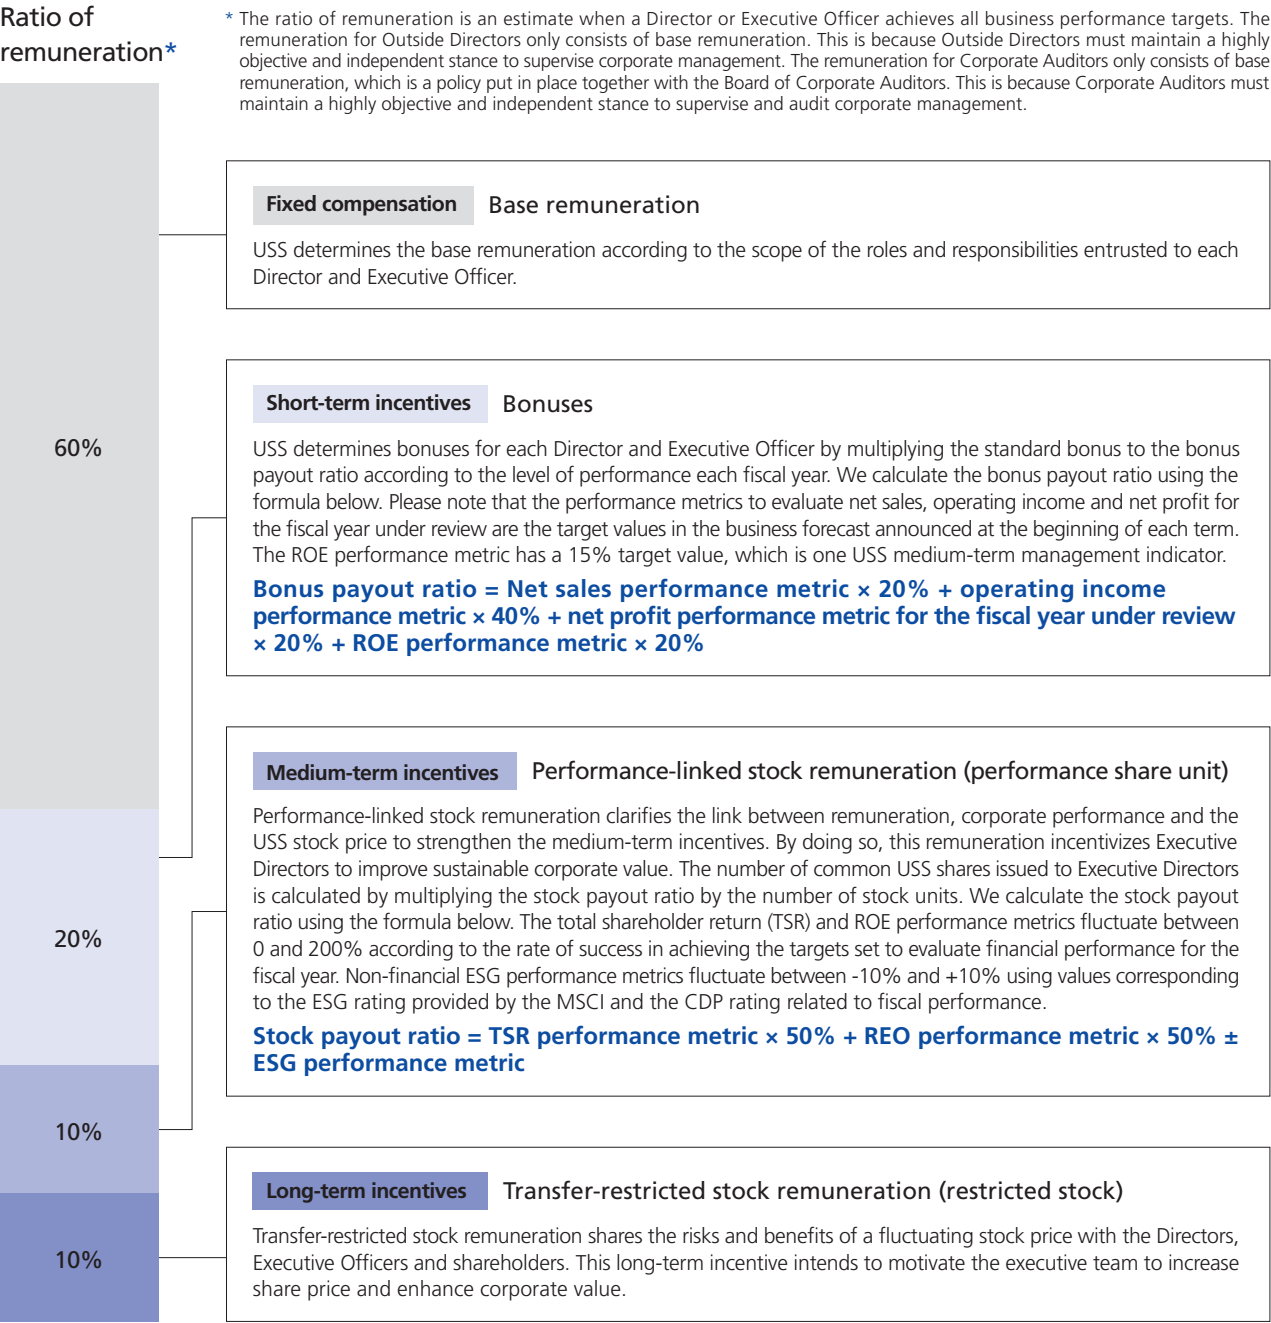 Ratio of
remuneration*
* The ratio of remuneration is an estimate when a Director or Executive Officer achieves all business performance targets. The
remuneration for Outside Directors only consists of base remuneration. This is because Outside Directors must maintain a highly
objective and independent stance to supervise corporate management. The remuneration for Corporate Auditors only consists of base
remuneration, which is a policy put in place together with the Board of Corporate Auditors. This is because Corporate Auditors must
maintain a highly objective and independent stance to supervise and audit corporate management.
Fixed compensation Base remuneration
USS determines the base remuneration according to the scope of the roles and responsibilities entrusted to each
Director and Executive Officer.
60%
Short-term incentives Bonuses
USS determines bonuses for each Director and Executive Officer by multiplying the standard bonus to the bonus
payout ratio according to the level of performance each fiscal year. We calculate the bonus payout ratio using the
formula below. Please note that the performance metrics to evaluate net sales, operating income and net profit for
the fiscal year under review are the target values in the business forecast announced at the beginning of each term.
The ROE performance metric has a 15% target value, which is one USS medium-term management indicator.
Bonus payout ratio = Net sales performance metric × 20% + operating income
performance metric × 40% + net profit performance metric for the fiscal year under review
× 20% + ROE performance metric × 20%
20%
Medium-term incentives Performance-linked stock remuneration (performance share unit)
Performance-linked stock remuneration clarifies the link between remuneration, corporate performance and the
USS stock price to strengthen the medium-term incentives. By doing so, this remuneration incentivizes Executive
Directors to improve sustainable corporate value. The number of common USS shares issued to Executive Directors
is calculated by multiplying the stock payout ratio by the number of stock units. We calculate the stock payout
ratio using the formula below. The total shareholder return (TSR) and ROE performance metrics fluctuate between
0 and 200% according to the rate of success in achieving the targets set to evaluate financial performance for the
fiscal year. Non-financial ESG performance metrics fluctuate between -10% and +10% using values corresponding
to the ESG rating provided by the MSCI and the CDP rating related to fiscal performance.
Stock payout ratio = TSR performance metric × 50% + REO performance metric × 50% ±
ESG performance metric
10%
Long-term incentives Transfer-restricted stock remuneration (restricted stock)
Transfer-restricted stock remuneration shares the risks and benefits of a fluctuating stock price with the Directors,
Executive Officers and shareholders. This long-term incentive intends to motivate the executive team to increase
share price and enhance corporate value.
10%